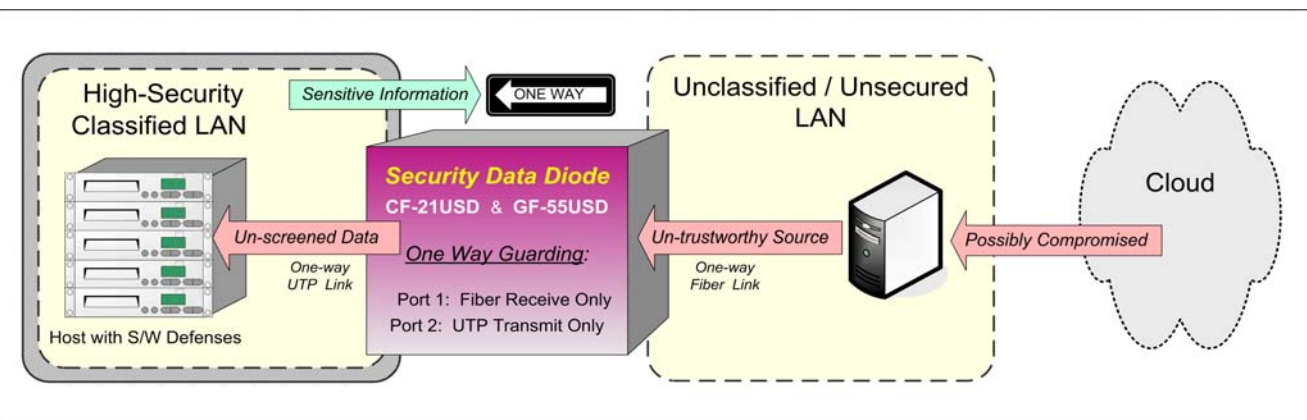 High-Security
Classified LAN
Sensitive Information
ONE WAY
Unclassified / Unsecured
LAN
Cloud
Security Data Diode
CF-21USD & GF-55USD
One Way Guarding:
Port 1: Fiber Receive Only
Port 2: UTP Transmit Only
Un-screened Data
One-way
UTP Link
Host with S/W Defenses
Un-trustworthy Source
One-way
Fiber Link
Possibly Compromised